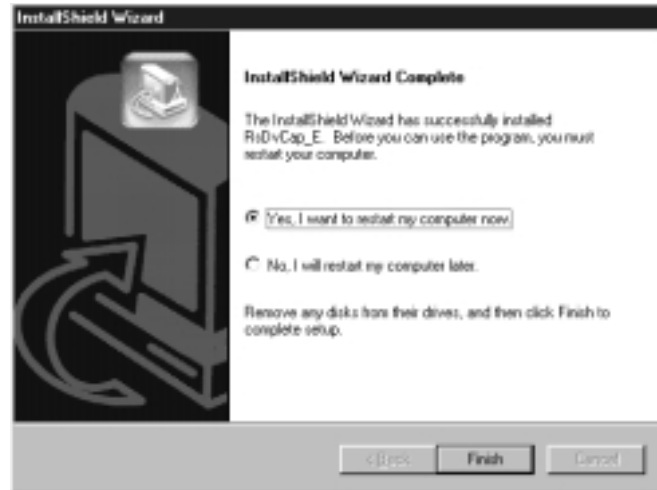 InstallShield Wizard
InstallShield Wizard Complete
The InstallShield Wizard has successfully installed
RsDvCap_E. Before you can use the program, you must
restart your computer.
Yes, I want to restart my computer now.
No, I will restart my computer later.
Remove any disks from their drives, and then click Finish to
complete setup.
< Back Finish Cancel